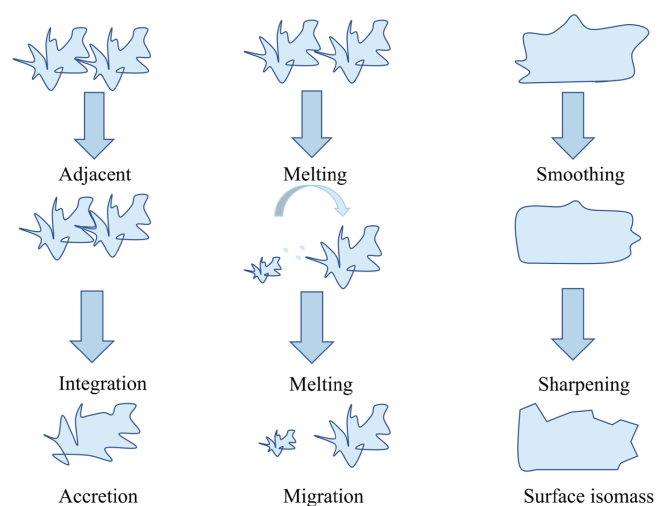 Adjacent
Melting
Smoothing
Integration
Melting
Sharpening
Accretion
Migration
Surface isomass